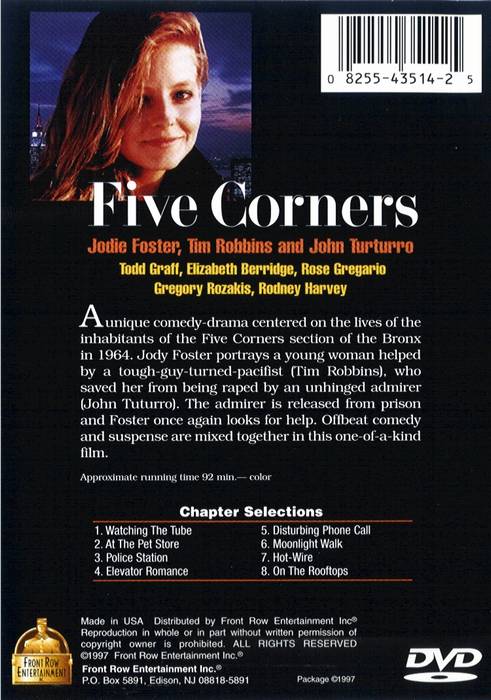 0 8255-43514-2 5
Five Corners
Jodie Foster, Tim Robbins and John Turturro
Todd Graff, Elizabeth Berridge, Rose Gregario
Gregory Rozakis, Rodney Harvey
A unique comedy-drama centered on the lives of the
inhabitants of the Five Corners section of the Bronx
in 1964. Jody Foster portrays a young woman helped
by a tough-guy-turned-pacifist (Tim Robbins), who
saved her from being raped by an unhinged admirer
(John Tuturro). The admirer is released from prison
and Foster once again looks for help. Offbeat comedy
and suspense are mixed together in this one-of-a-kind
film.
Approximate running time 92 min.— color
Chapter Selections
1. Watching The Tube
2. At The Pet Store
3. Police Station
4. Elevator Romance
5. Disturbing Phone Call
6. Moonlight Walk
7. Hot-Wire
8. On The Rooftops
Made in USA Distributed by Front Row Entertainment Inc®
Reproduction in whole or in part without written permission of
copyright owner is prohibited. ALL RIGHTS RESERVED
©1997 Front Row Entertainment Inc.®
Front Row Entertainment Inc.®
P.O. Box 5891, Edison, NJ 08818-5891
Package ©1997
FRONT ROW
ENTERTAINMENT
DVD